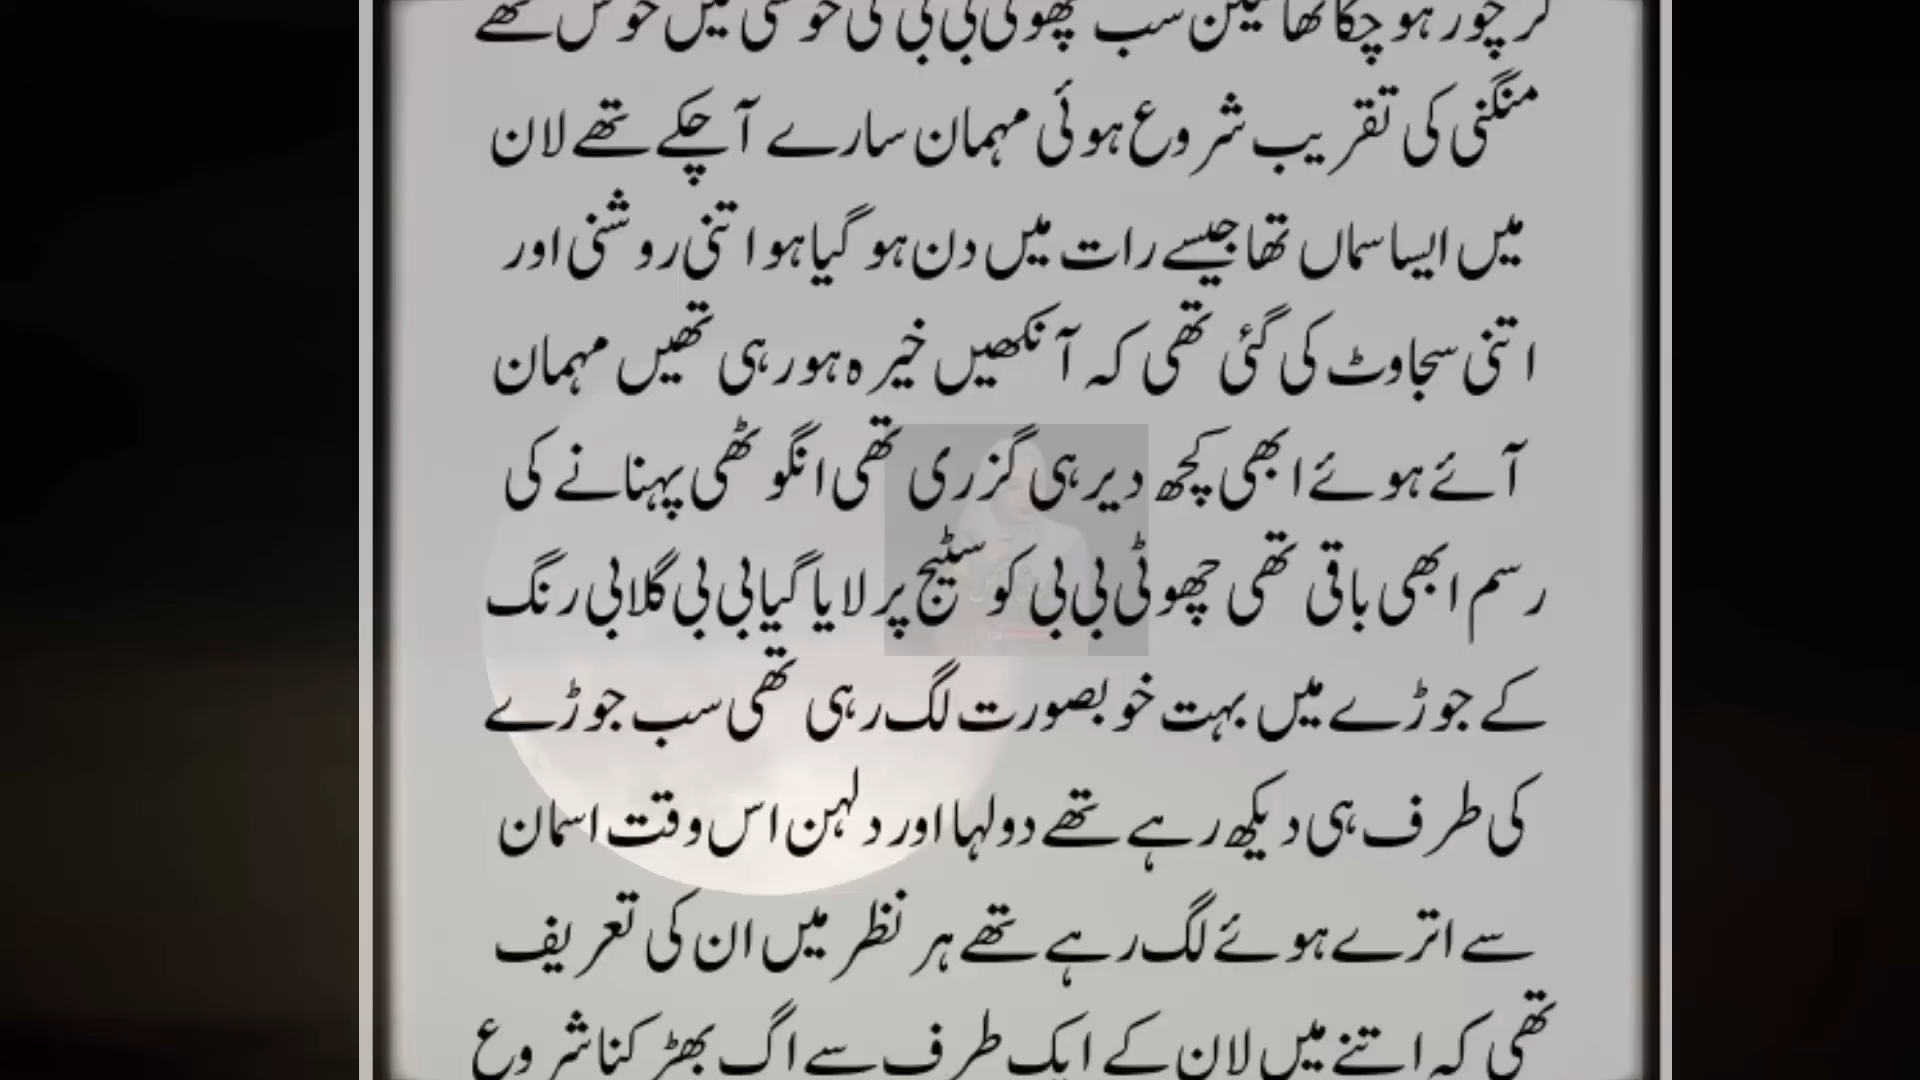 کر چور ہو چکا تھا لیکن سب چھوٹی بی بی کی خوشی میں خوش تھے
منگنی کی تقریب شروع ہوئی مہمان سارے آ چکے تھے لان
میں ایسا سماں تھا جیسے رات میں دن ہو گیا ہو اتنی روشنی اور
اتنی سجاوٹ کی گئی تھی کہ آنکھیں خیرہ ہو رہی تھیں مہمان
آئے ہوئے ابھی کچھ دیر ہی گزری تھی انگوٹھی پہنانے کی
رسم ابھی باقی تھی چھوٹی بی بی کو سٹیج پر لایا گیا بی بی گلابی رنگ
کے جوڑے میں بہت خوبصورت لگ رہی تھی سب جوڑے
کی طرف ہی دیکھ رہے تھے دولہا اور دلہن اس وقت اسمان
سے اترے ہوئے لگ رہے تھے ہر نظر میں ان کی تعریف
تھی کہ اتنے میں لان کے ایک طرف سے اگ بھڑکنا شروع